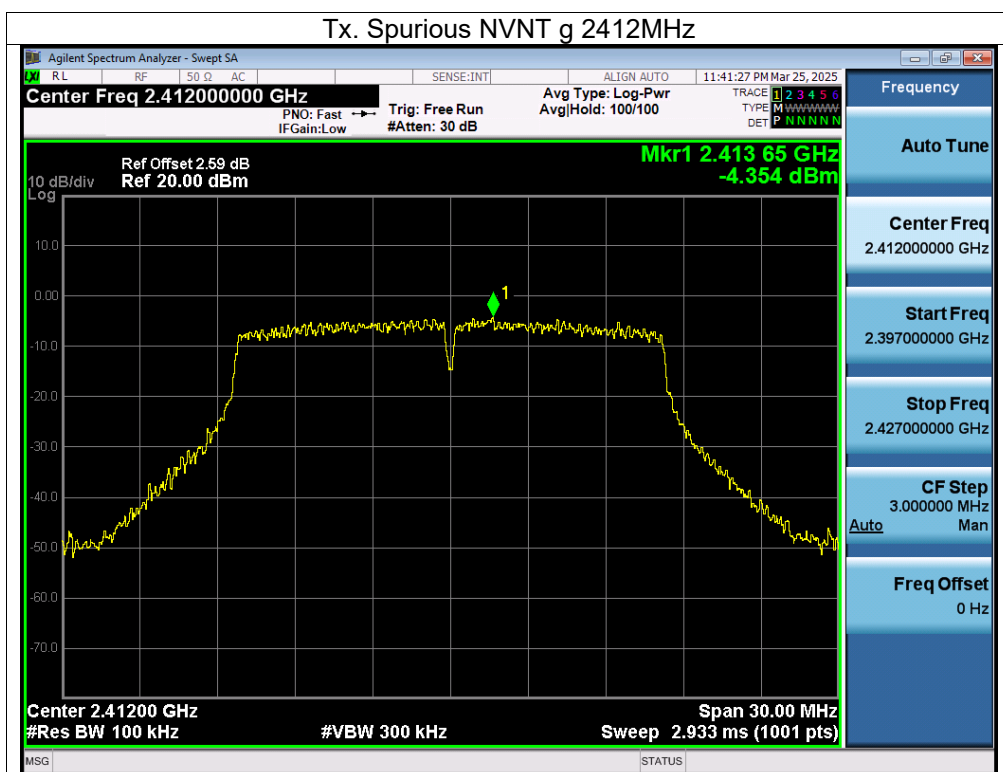 Tx. Spurious NVNT g 2412MHz
Agilent Spectrum Analyzer - Swept SA
RL RF 50 Ω AC SENSE:INT ALIGN AUTO 11:41:27 PM Mar 25, 2025
Center Freq 2.412000000 GHz
PNO: Fast
IFGain:Low
Trig: Free Run
#Atten: 30 dB
Avg Type: Log-Pwr
Avg|Hold: 100/100
TRACE 1 2 3 4 5 6
TYPE M WWWWW
DET P N N N N N
Mkr1 2.413 65 GHz
-4.354 dBm
Ref Offset 2.59 dB
10 dB/div Ref 20.00 dBm
Log
1
10.0
0.00
-10.0
-20.0
-30.0
-40.0
-50.0
-60.0
-70.0
Center 2.41200 GHz Span 30.00 MHz
#Res BW 100 kHz #VBW 300 kHz Sweep 2.933 ms (1001 pts)
MSG STATUS
Frequency
Auto Tune
Center Freq
2.412000000 GHz
Start Freq
2.397000000 GHz
Stop Freq
2.427000000 GHz
CF Step
3.000000 MHz
Auto Man
Freq Offset
0 Hz